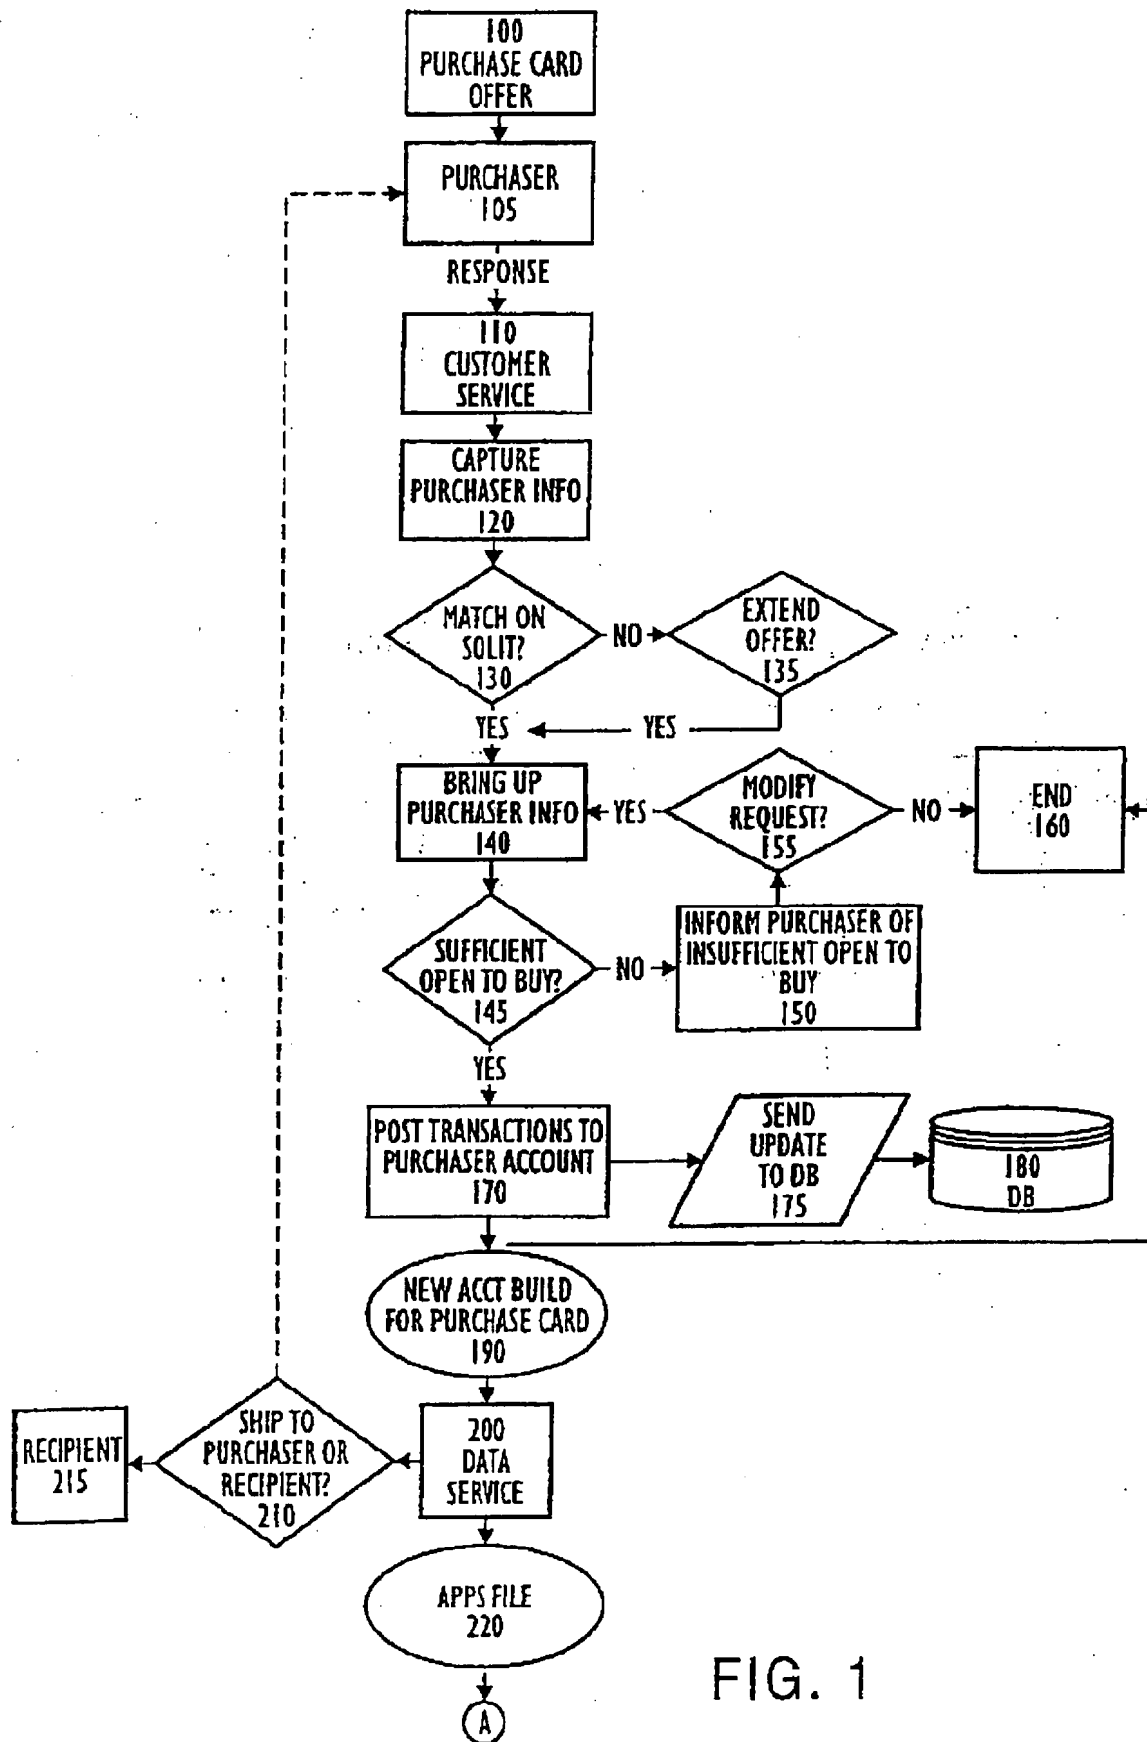 100
PURCHASE CARD
OFFER
PURCHASER
105
RESPONSE
110
CUSTOMER
SERVICE
CAPTURE
PURCHASER INFO
120
MATCH ON
SOLIT?
130
NO
EXTEND
OFFER?
135
YES
YES
BRING UP
PURCHASER INFO
140
YES
MODIFY
REQUEST?
155
NO
END
160
SUFFICIENT
OPEN TO BUY?
145
NO
INFORM PURCHASER OF
INSUFFICIENT OPEN TO
BUY
150
YES
POST TRANSACTIONS TO
PURCHASER ACCOUNT
170
SEND
UPDATE
TO DB
175
180
DB
NEW ACCT BUILD
FOR PURCHASE CARD
190
RECIPIENT
215
SHIP TO
PURCHASER OR
RECIPIENT?
210
200
DATA
SERVICE
APPS FILE
220
A
FIG. 1